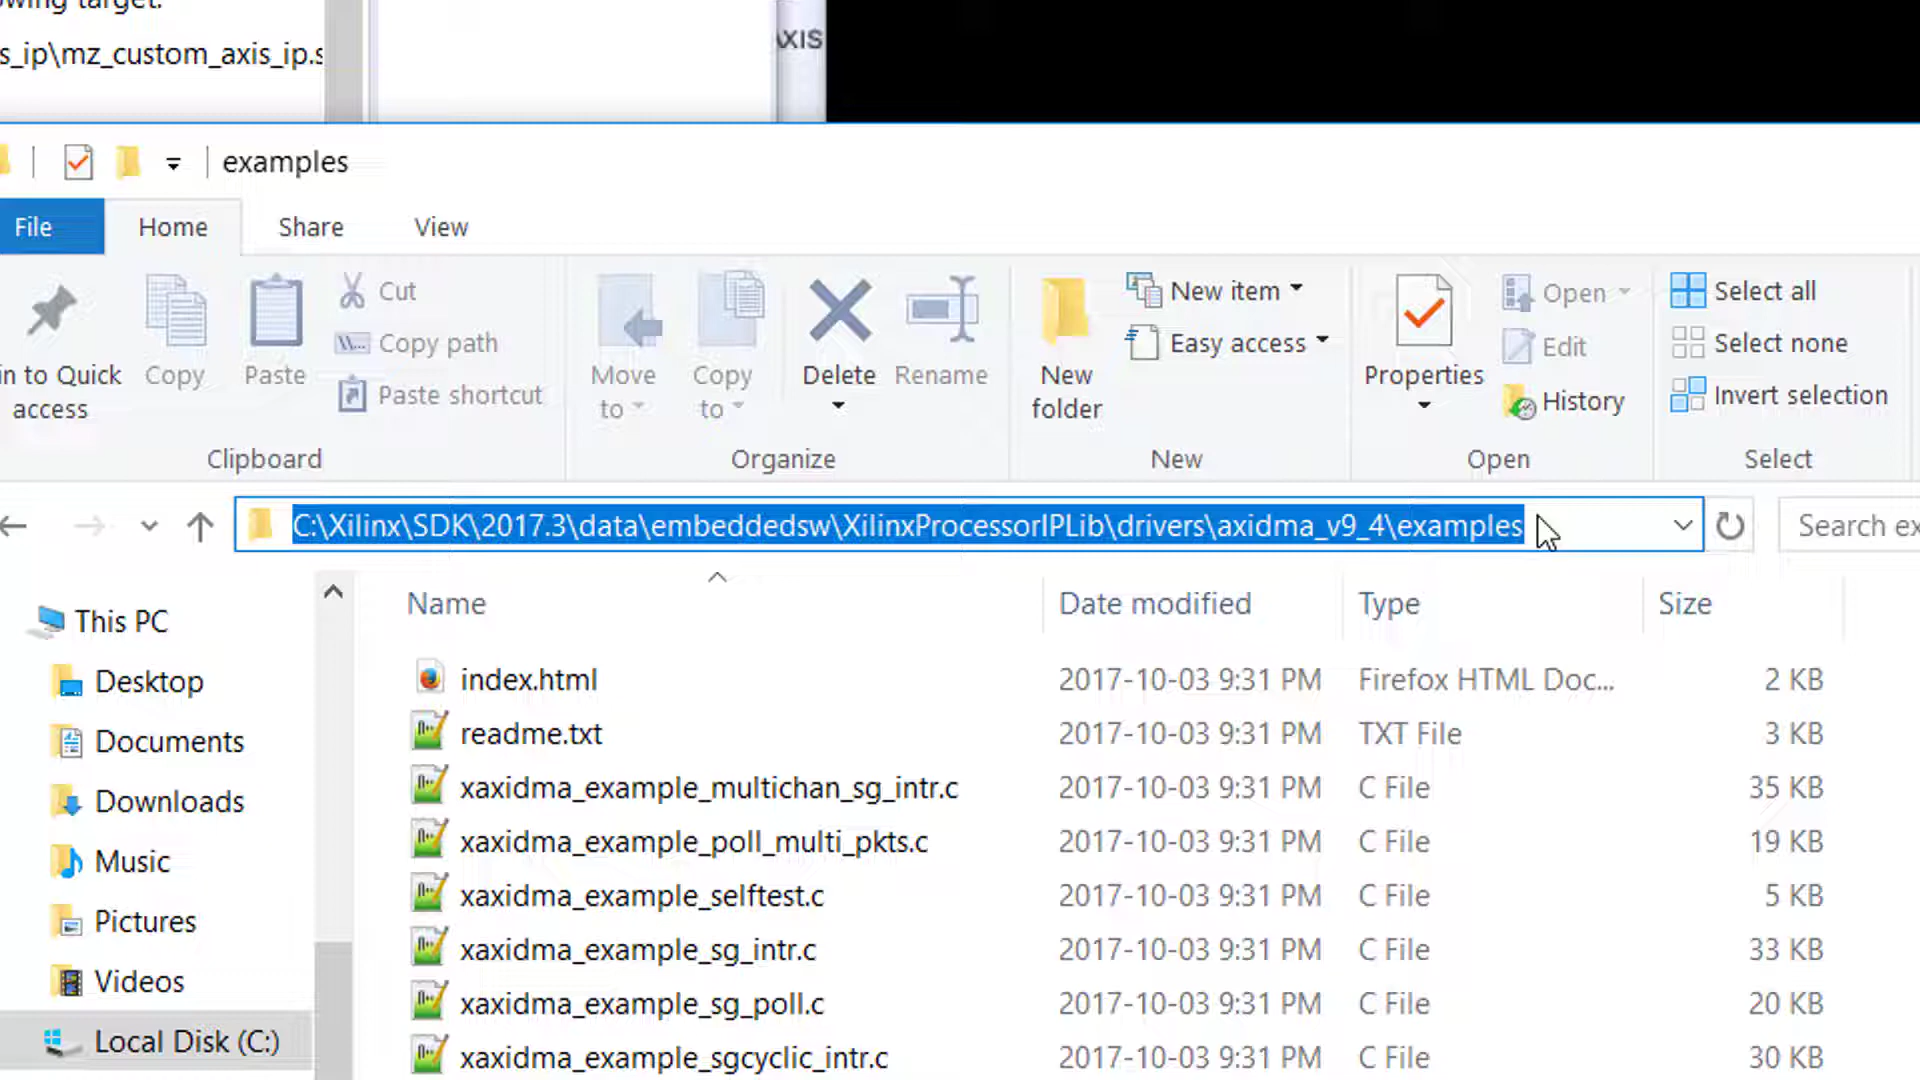 owing target.
s_ip\mz_custom_axis_ip.s
AXIS
examples
File Home Share View
in to Quick access
Copy
Paste
Cut
Copy path
Paste shortcut
Move to
Copy to
Delete
Rename
New folder
New item
Easy access
Properties
Open
Edit
History
Select all
Select none
Invert selection
Clipboard Organize New Open Select
C:\Xilinx\SDK\2017.3\data\embeddedsw\XilinxProcessorIPLib\drivers\axidma_v9_4\examples
Search ex
This PC
Desktop
Documents
Downloads
Music
Pictures
Videos
Local Disk (C:)
Name Date modified Type Size
index.html 2017-10-03 9:31 PM Firefox HTML Doc... 2 KB
readme.txt 2017-10-03 9:31 PM TXT File 3 KB
xaxidma_example_multichan_sg_intr.c 2017-10-03 9:31 PM C File 35 KB
xaxidma_example_poll_multi_pkts.c 2017-10-03 9:31 PM C File 19 KB
xaxidma_example_selftest.c 2017-10-03 9:31 PM C File 5 KB
xaxidma_example_sg_intr.c 2017-10-03 9:31 PM C File 33 KB
xaxidma_example_sg_poll.c 2017-10-03 9:31 PM C File 20 KB
xaxidma_example_sgcyclic_intr.c 2017-10-03 9:31 PM C File 30 KB